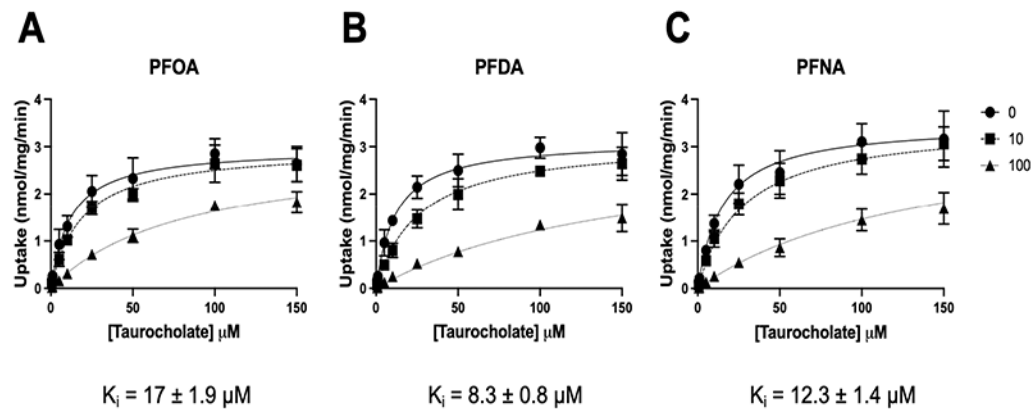 A
PFOA
Uptake (nmol/mg/min)
4
3
2
1
0
0
50
100
150
[Taurocholate] μM
Ki = 17 ± 1.9 μM
B
PFDA
Uptake (nmol/mg/min)
4
3
2
1
0
0
50
100
150
[Taurocholate] μM
Ki = 8.3 ± 0.8 μM
C
PFNA
Uptake (nmol/mg/min)
4
3
2
1
0
0
50
100
150
[Taurocholate] μM
Ki = 12.3 ± 1.4 μM
0
10
100